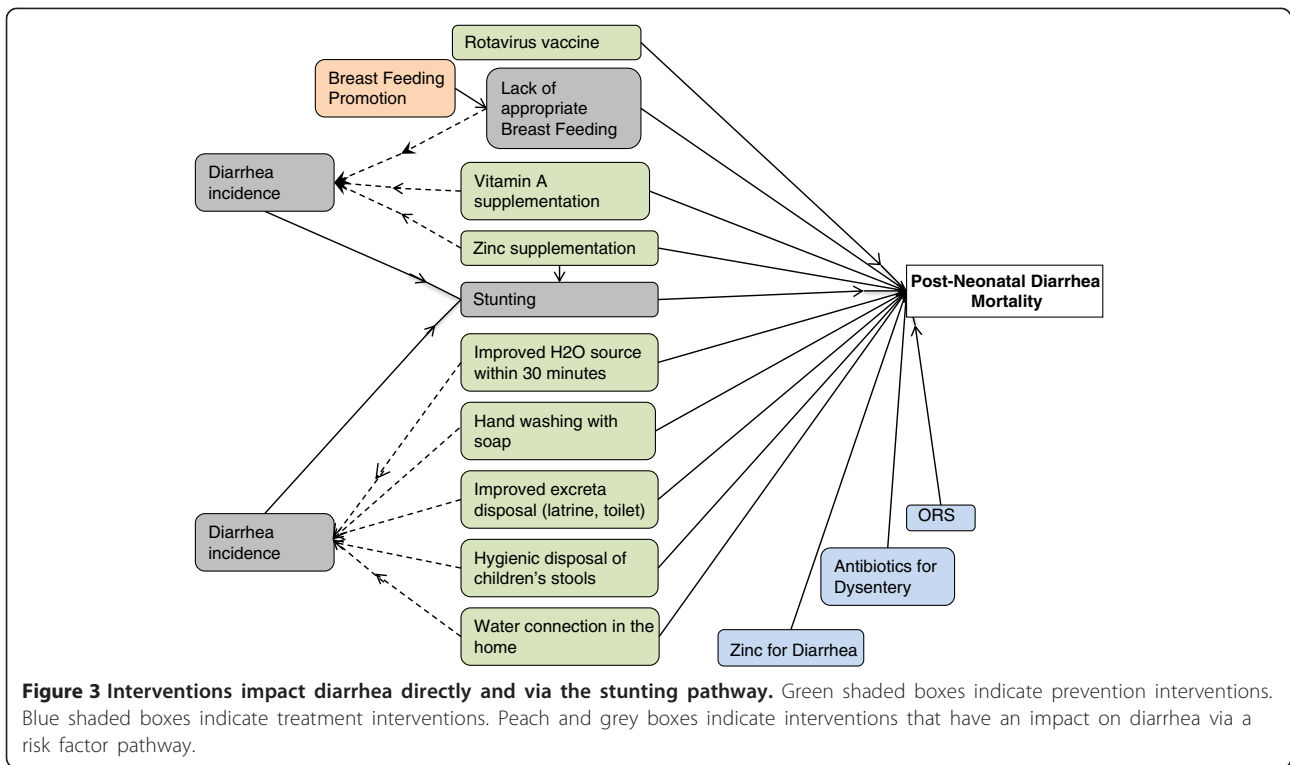 Rotavirus vaccine
Breast Feeding
Promotion
Lack of
appropriate
Breast Feeding
Diarrhea
incidence
Vitamin A
supplementation
Zinc supplementation
Stunting
Post-Neonatal Diarrhea
Mortality
Improved H2O source
within 30 minutes
Hand washing with
soap
Improved excreta
disposal (latrine, toilet)
Diarrhea
incidence
Hygienic disposal of
children's stools
Water connection in the
home
ORS
Antibiotics for
Dysentery
Zinc for Diarrhea
Figure 3 Interventions impact diarrhea directly and via the stunting pathway. Green shaded boxes indicate prevention interventions.
Blue shaded boxes indicate treatment interventions. Peach and grey boxes indicate interventions that have an impact on diarrhea via a
risk factor pathway.